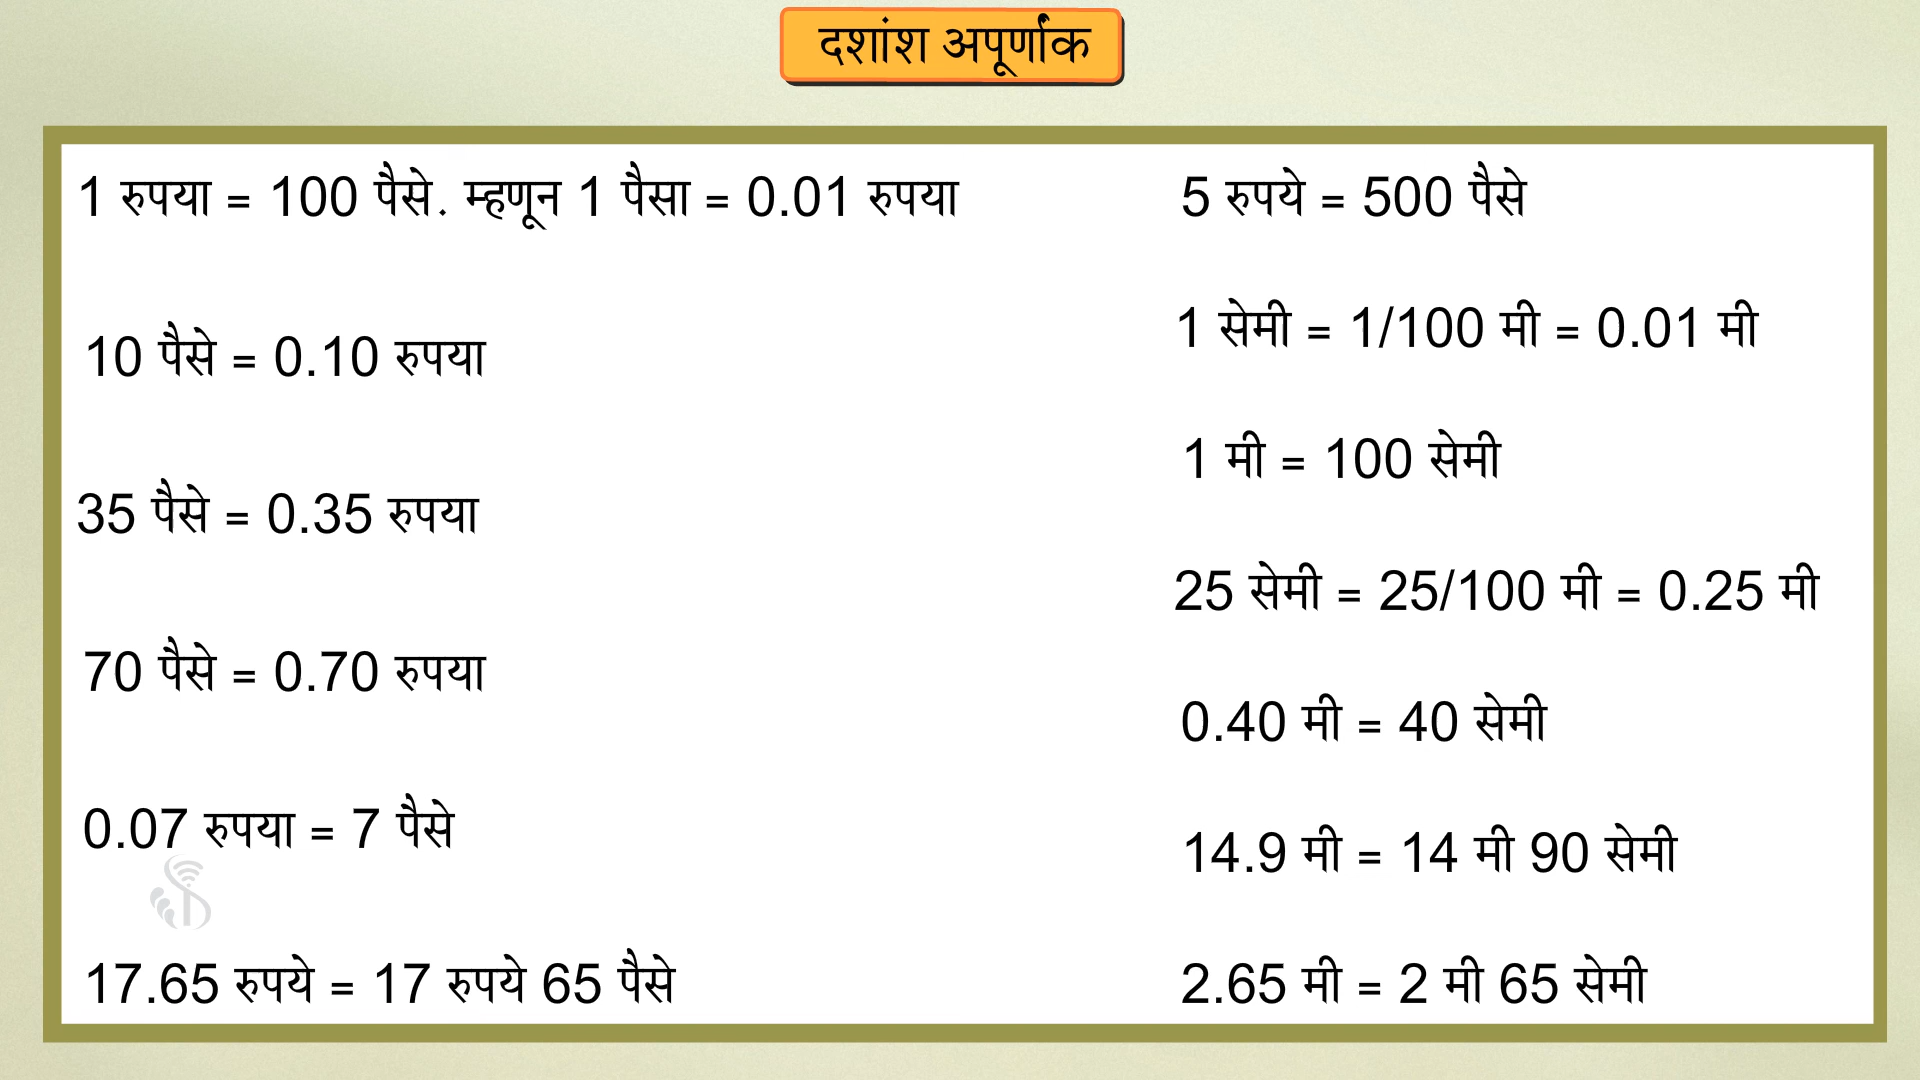 दशांश अपूर्णांक
1 रुपया = 100 पैसे. म्हणून 1 पैसा = 0.01 रुपया
10 पैसे = 0.10 रुपया
35 पैसे = 0.35 रुपया
70 पैसे = 0.70 रुपया
0.07 रुपया = 7 पैसे
17.65 रुपये = 17 रुपये 65 पैसे
5 रुपये = 500 पैसे
1 सेमी = 1/100 मी = 0.01 मी
1 मी = 100 सेमी
25 सेमी = 25/100 मी = 0.25 मी
0.40 मी = 40 सेमी
14.9 मी = 14 मी 90 सेमी
2.65 मी = 2 मी 65 सेमी